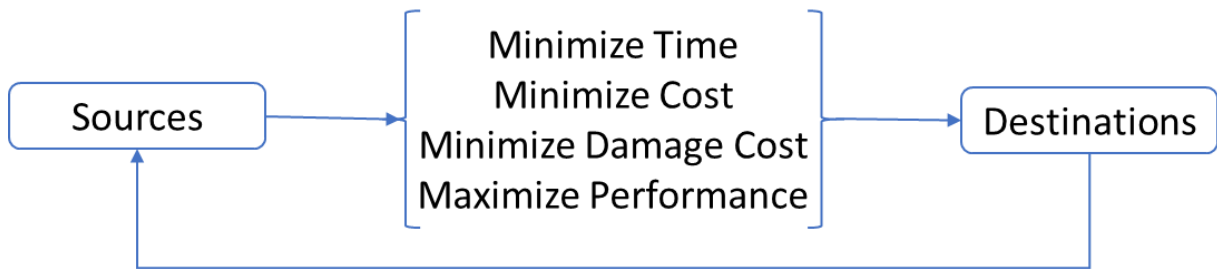 Sources
Minimize Time
Minimize Cost
Minimize Damage Cost
Maximize Performance
Destinations